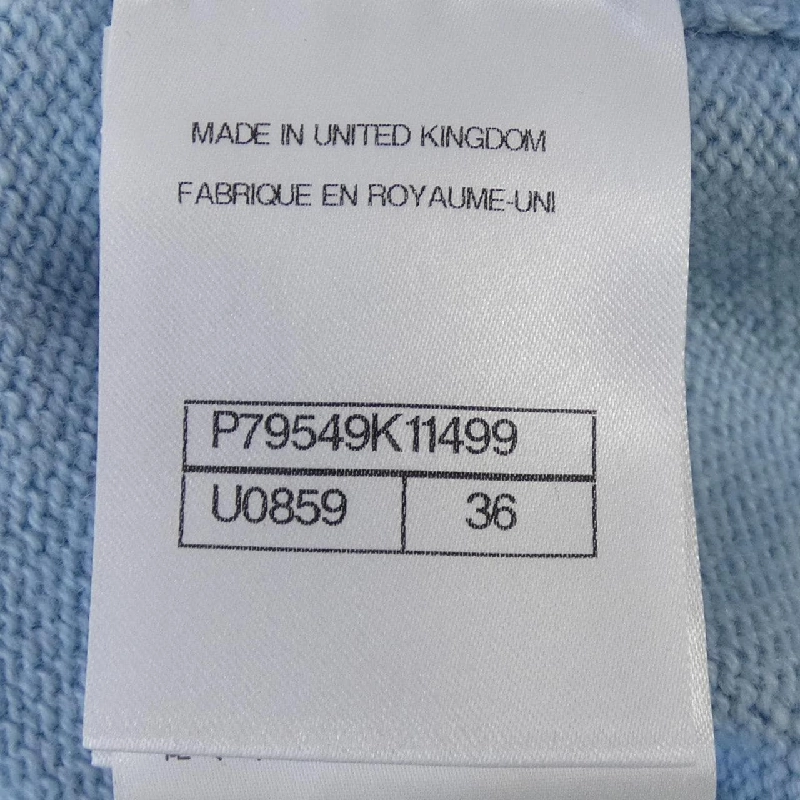 MADE IN UNITED KINGDOM
FABRIQUE EN ROYAUME-UNI
P79549K11499
U0859 36